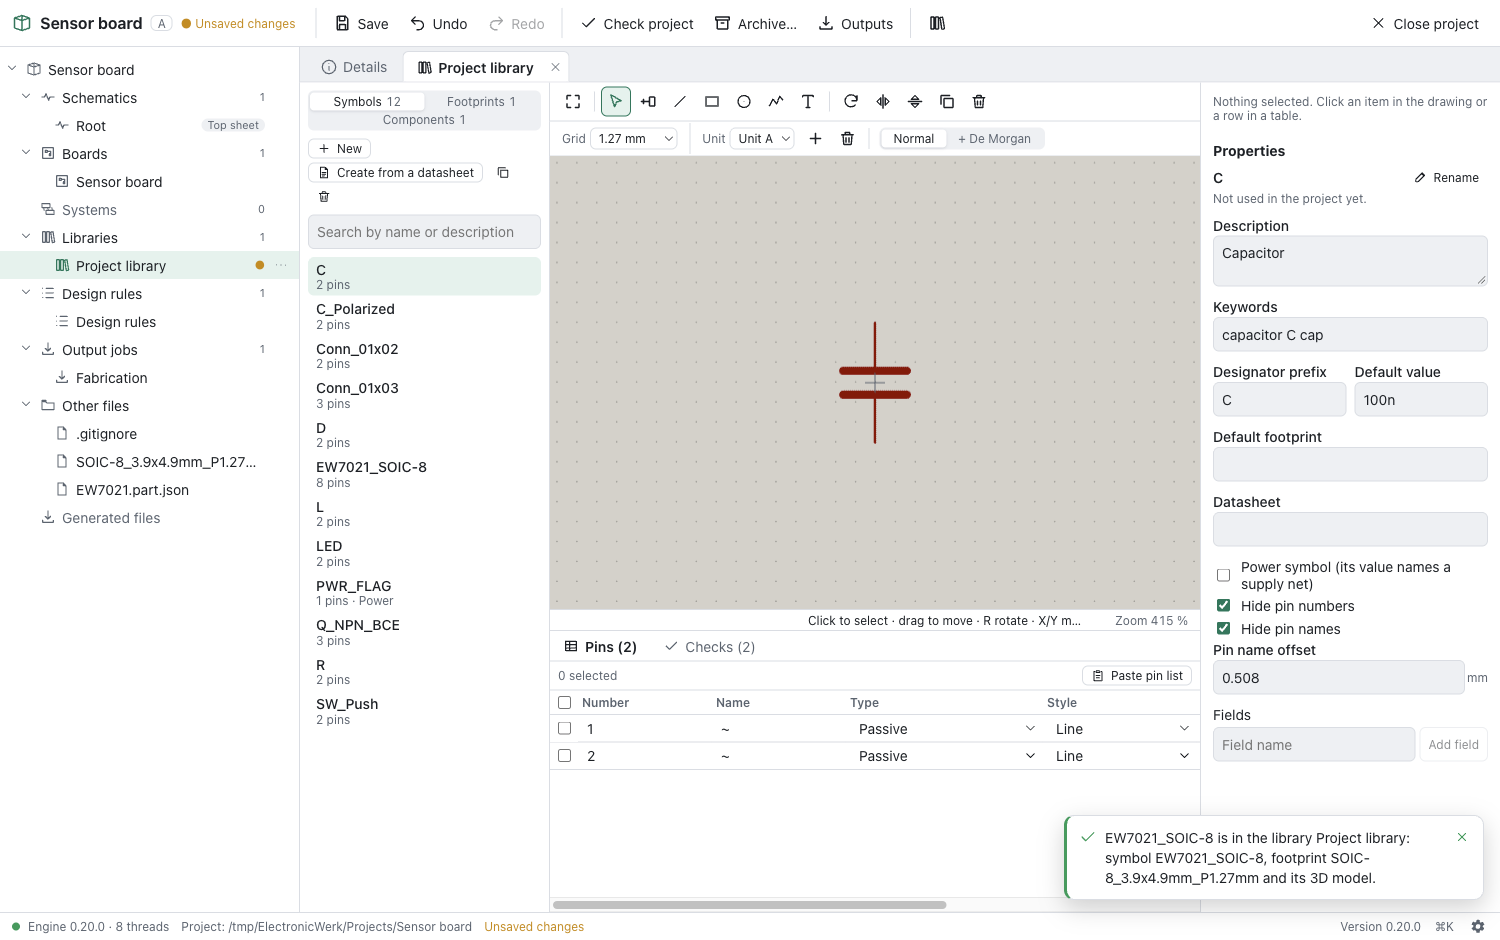 Sensor board A Unsaved changes Save Undo Redo Check project Archive... Outputs Close project
Sensor board
Schematics 1
Root Top sheet
Boards 1
Sensor board
Systems 0
Libraries 1
Project library
Design rules 1
Design rules
Output jobs 1
Fabrication
Other files
.gitignore
SOIC-8_3.9x4.9mm_P1.27...
EW7021.part.json
Generated files
Details Project library
Symbols 12 Footprints 1
Components 1
New
Create from a datasheet
Search by name or description
C
2 pins
C_Polarized
2 pins
Conn_01x02
2 pins
Conn_01x03
3 pins
D
2 pins
EW7021_SOIC-8
8 pins
L
2 pins
LED
2 pins
PWR_FLAG
1 pins · Power
Q_NPN_BCE
3 pins
R
2 pins
SW_Push
2 pins
Grid 1.27 mm Unit Unit A Normal + De Morgan
Click to select · drag to move · R rotate · X/Y m... Zoom 415 %
Pins (2) Checks (2)
0 selected Paste pin list
Number Name Type Style
1 ~ Passive Line
2 ~ Passive Line
Nothing selected. Click an item in the drawing or
a row in a table.
Properties
C Rename
Not used in the project yet.
Description
Capacitor
Keywords
capacitor C cap
Designator prefix Default value
C 100n
Default footprint
Datasheet
Power symbol (its value names a
supply net)
Hide pin numbers
Hide pin names
Pin name offset
0.508 mm
Fields
Field name Add field
EW7021_SOIC-8 is in the library Project library:
symbol EW7021_SOIC-8, footprint SOIC-
8_3.9x4.9mm_P1.27mm and its 3D model.
Engine 0.20.0 · 8 threads Project: /tmp/ElectronicWerk/Projects/Sensor board Unsaved changes Version 0.20.0 ⌘K